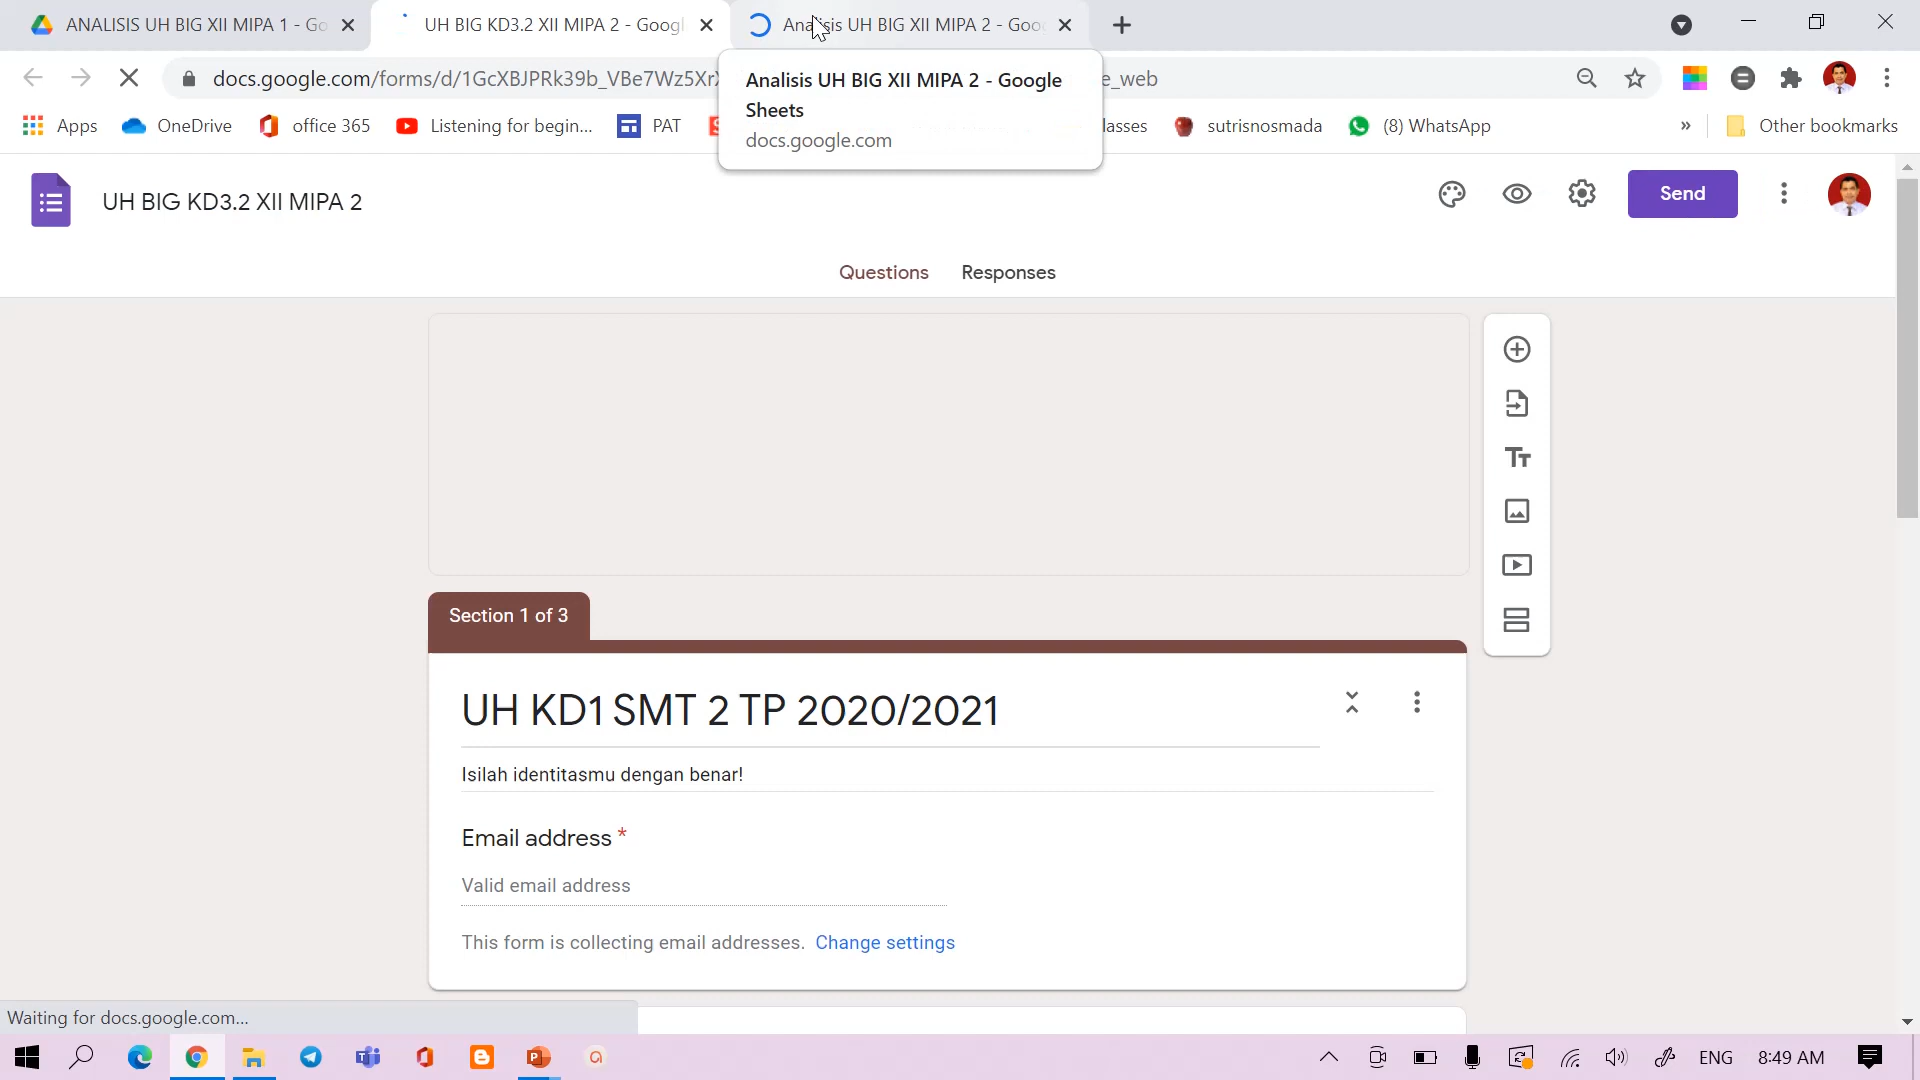 ANALISIS UH BIG XII MIPA 1 - Go
UH BIG KD3.2 XII MIPA 2 - Googl
Analisis UH BIG XII MIPA 2 - Goo
docs.google.com/forms/d/1GcXBJPRk39b_VBe7Wz5Xr
e_web
Analisis UH BIG XII MIPA 2 - Google
Sheets
docs.google.com
Apps
OneDrive
office 365
Listening for begin...
PAT
lasses
sutrisnosmada
(8) WhatsApp
»
Other bookmarks
UH BIG KD3.2 XII MIPA 2
Send
Questions
Responses
Section 1 of 3
UH KD1 SMT 2 TP 2020/2021
Isilah identitasmu dengan benar!
Email address *
Valid email address
This form is collecting email addresses. Change settings
Waiting for docs.google.com...
ENG
8:49 AM